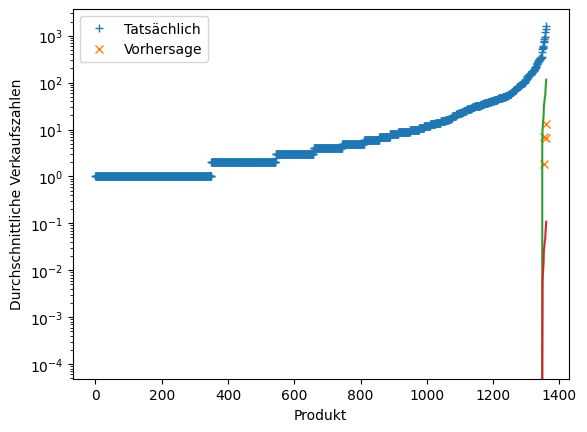 Tatsächlich
Vorhersage
Durchschnittliche Verkaufszahlen
10³
10²
10¹
10⁰
10⁻¹
10⁻²
10⁻³
10⁻⁴
0 200 400 600 800 1000 1200 1400
Produkt